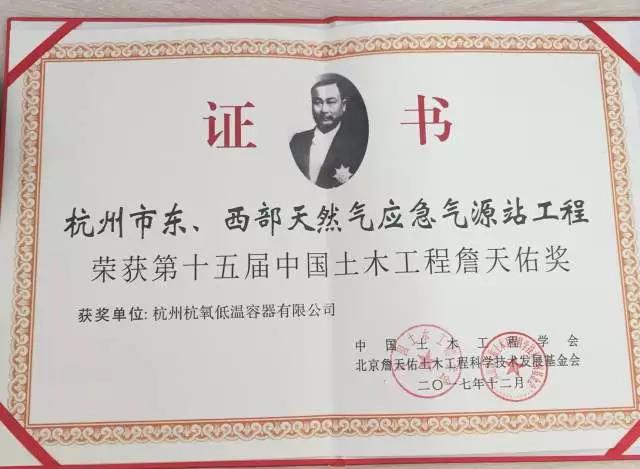 证书
杭州市东、西部天然气应急气源站工程
荣获第十五届中国土木工程詹天佑奖
获奖单位:杭州杭氧低温容器有限公司
中国土木工程学会
北京詹天佑土木工程科学技术发展基金会
二〇一七年十二月